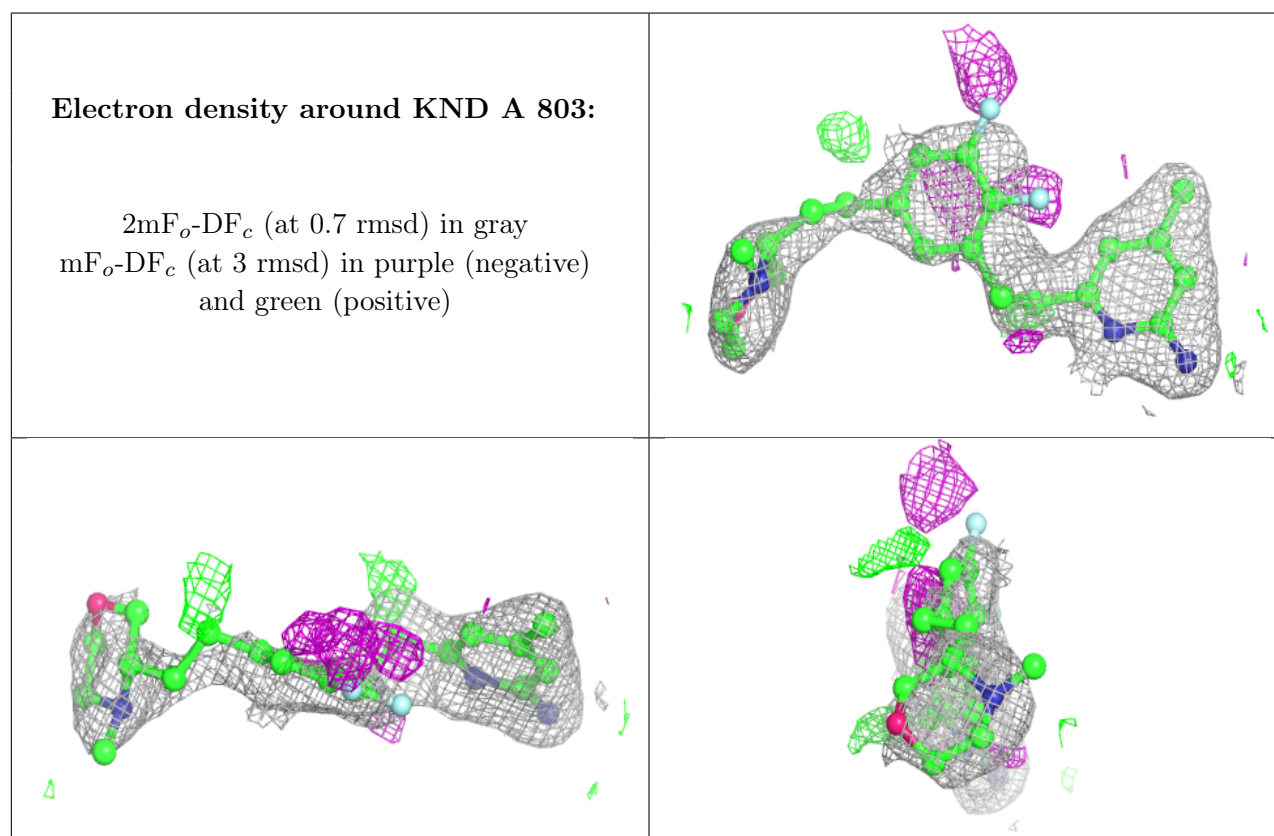 Electron density around KND A 803:
2mFo-DFc (at 0.7 rmsd) in gray
mFo-DFc (at 3 rmsd) in purple (negative)
and green (positive)